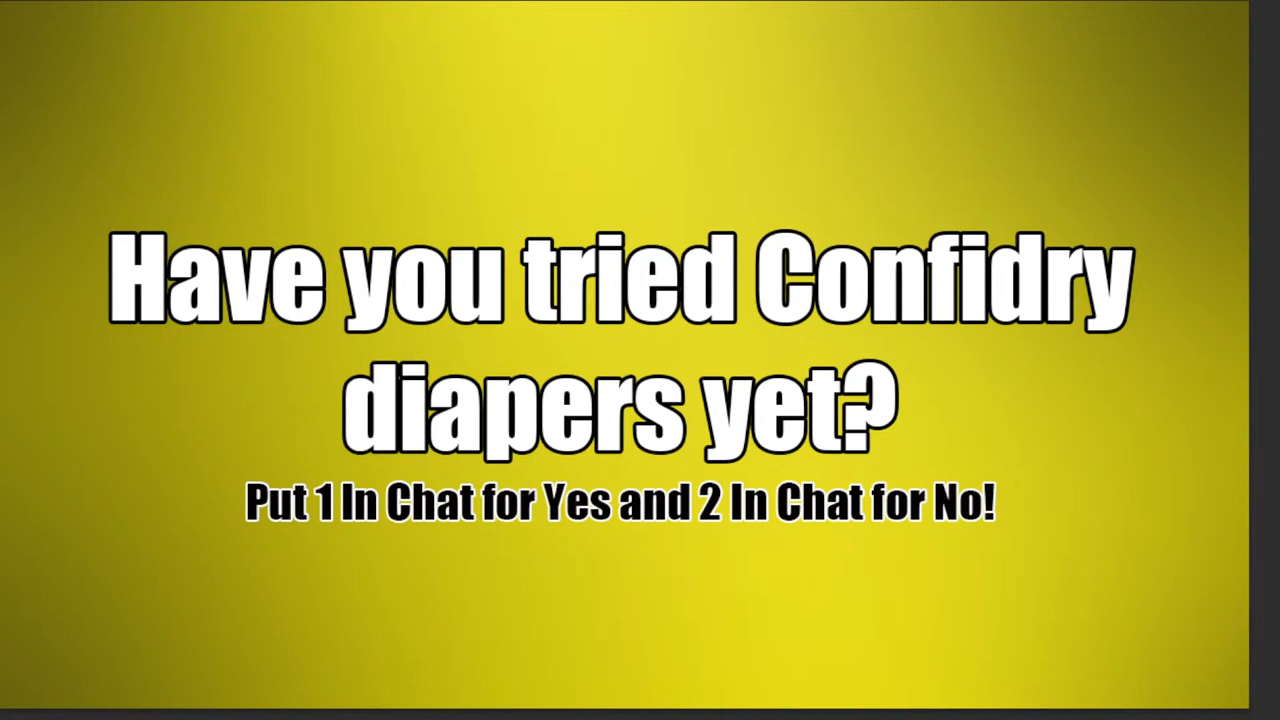 Have you tried Confidry
diapers yet?
Put 1 In Chat for Yes and 2 In Chat for No!